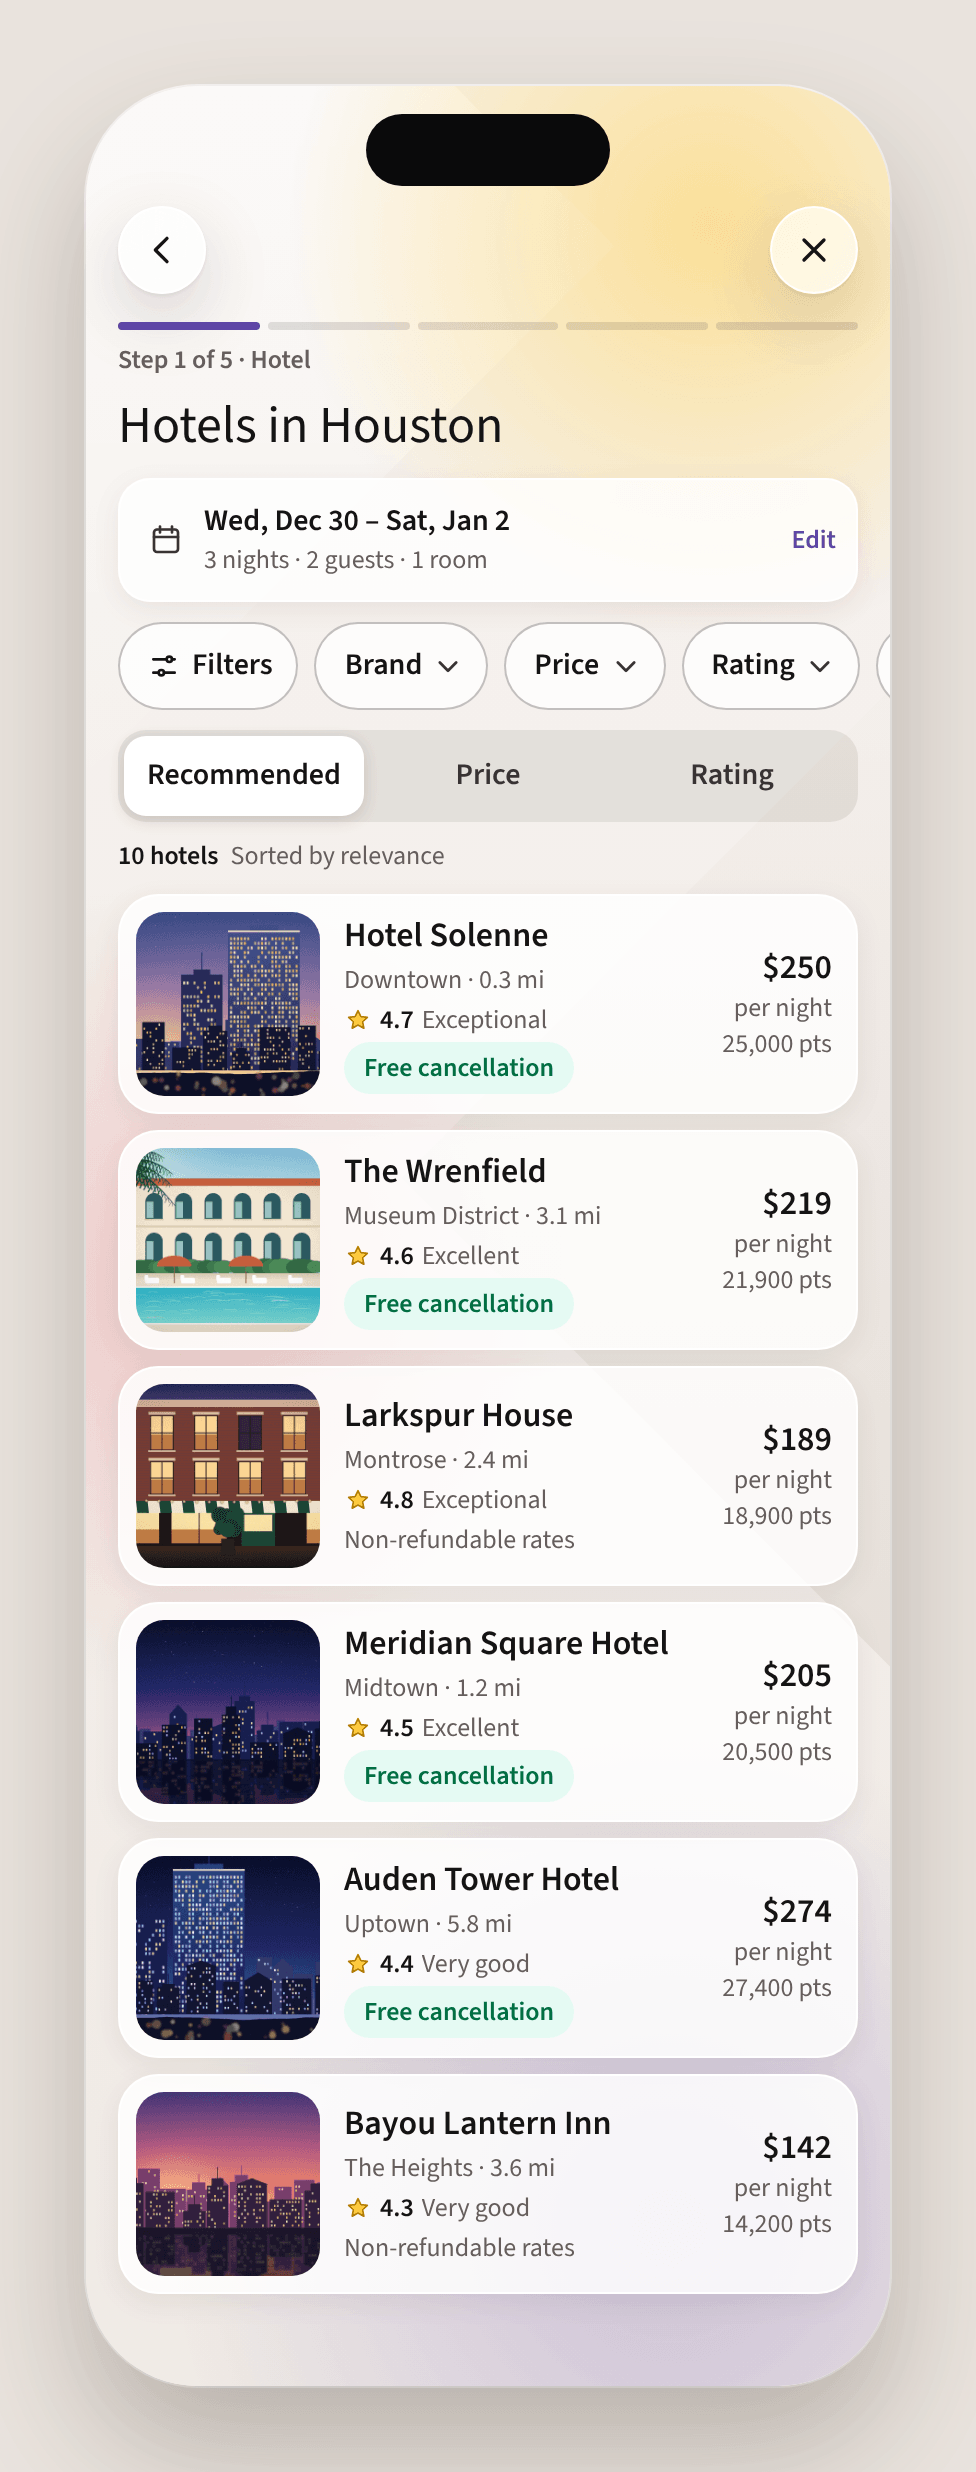 Step 1 of 5 · Hotel
Hotels in Houston
Wed, Dec 30 – Sat, Jan 2
3 nights · 2 guests · 1 room
Edit
Filters
Brand
Price
Rating
Recommended
Price
Rating
10 hotels Sorted by relevance
Hotel Solenne
Downtown · 0.3 mi
4.7 Exceptional
Free cancellation
$250
per night
25,000 pts
The Wrenfield
Museum District · 3.1 mi
4.6 Excellent
Free cancellation
$219
per night
21,900 pts
Larkspur House
Montrose · 2.4 mi
4.8 Exceptional
Non-refundable rates
$189
per night
18,900 pts
Meridian Square Hotel
Midtown · 1.2 mi
4.5 Excellent
Free cancellation
$205
per night
20,500 pts
Auden Tower Hotel
Uptown · 5.8 mi
4.4 Very good
Free cancellation
$274
per night
27,400 pts
Bayou Lantern Inn
The Heights · 3.6 mi
4.3 Very good
Non-refundable rates
$142
per night
14,200 pts